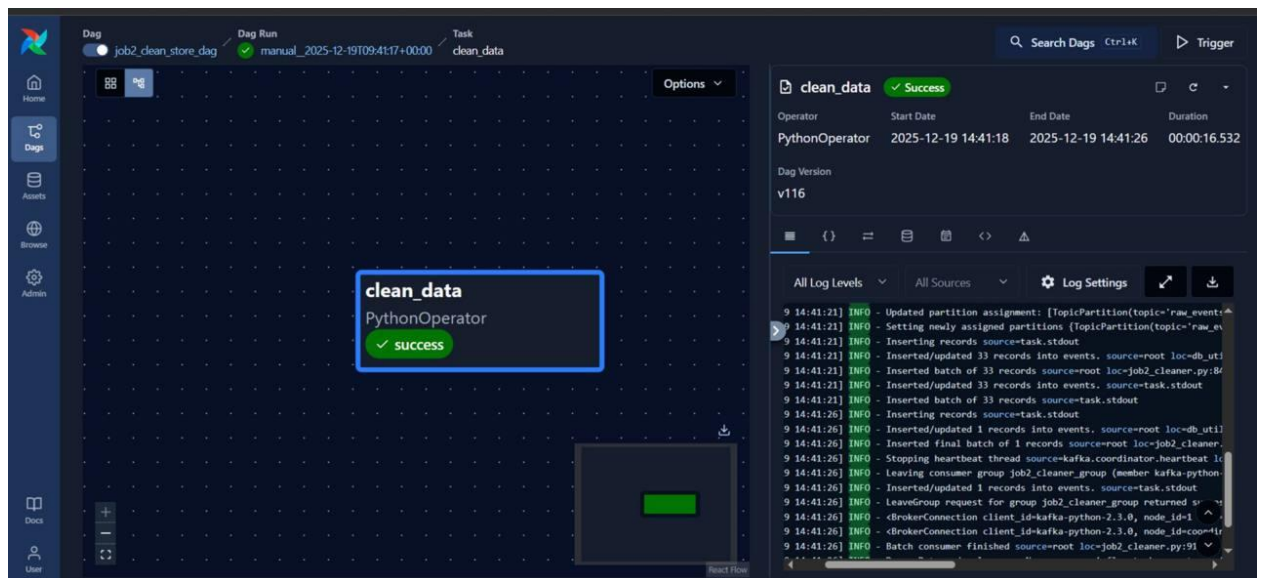 Dag
job2_clean_store_dag
/
Dag Run
manual__2025-12-19T09:41:17+00:00
/
Task
clean_data
Search Dags Ctrl+K
Trigger
Home
Dags
Assets
Browse
Admin
Docs
User
Options
clean_data
PythonOperator
success
React Flow
clean_data Success
Operator Start Date End Date Duration
PythonOperator 2025-12-19 14:41:18 2025-12-19 14:41:26 00:00:16.532
Dag Version
v116
All Log Levels All Sources Log Settings
9 14:41:21] INFO - Updated partition assignment: [TopicPartition(topic='raw_events
9 14:41:21] INFO - Setting newly assigned partitions {TopicPartition(topic='raw_ev
9 14:41:21] INFO - Inserting records source=task.stdout
9 14:41:21] INFO - Inserted/updated 33 records into events. source=root loc=db_uti
9 14:41:21] INFO - Inserted batch of 33 records source=root loc=job2_cleaner.py:84
9 14:41:21] INFO - Inserted/updated 33 records into events. source=task.stdout
9 14:41:21] INFO - Inserted batch of 33 records source=task.stdout
9 14:41:26] INFO - Inserting records source=task.stdout
9 14:41:26] INFO - Inserted/updated 1 records into events. source=root loc=db_util
9 14:41:26] INFO - Inserted final batch of 1 records source=root loc=job2_cleaner.
9 14:41:26] INFO - Stopping heartbeat thread source=kafka.coordinator.heartbeat lo
9 14:41:26] INFO - Leaving consumer group job2_cleaner_group (member kafka-python-
9 14:41:26] INFO - Inserted/updated 1 records into events. source=task.stdout
9 14:41:26] INFO - LeaveGroup request for group job2_cleaner_group returned
9 14:41:26] INFO - <BrokerConnection client_id=kafka-python-2.3.0, node_id=1
9 14:41:26] INFO - <BrokerConnection client_id=kafka-python-2.3.0,
9 14:41:26] INFO - Batch consumer finished source=root loc=job2_cleaner.py:91